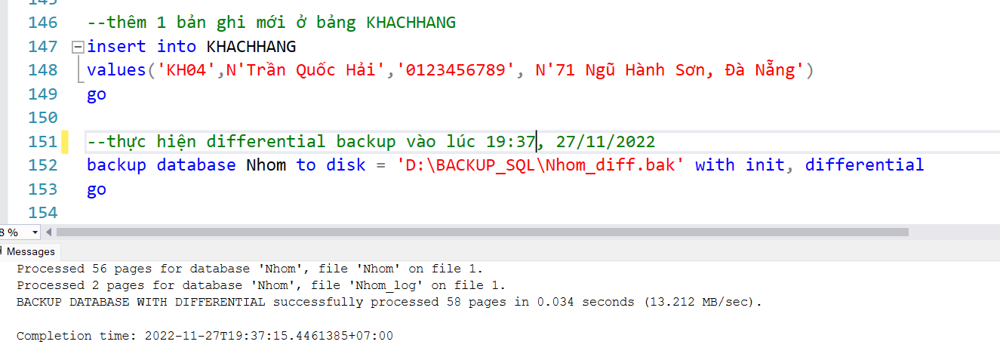 145
146 --thêm 1 bản ghi mới ở bảng KHACHHANG
147 insert into KHACHHANG
148 values('KH04',N'Trần Quốc Hải','0123456789', N'71 Ngũ Hành Sơn, Đà Nẵng')
149 go
150
151 --thực hiện differential backup vào lúc 19:37, 27/11/2022
152 backup database Nhom to disk = 'D:\BACKUP_SQL\Nhom_diff.bak' with init, differential
153 go
154
8 %
Messages
Processed 56 pages for database 'Nhom', file 'Nhom' on file 1.
Processed 2 pages for database 'Nhom', file 'Nhom_log' on file 1.
BACKUP DATABASE WITH DIFFERENTIAL successfully processed 58 pages in 0.034 seconds (13.212 MB/sec).
Completion time: 2022-11-27T19:37:15.4461385+07:00